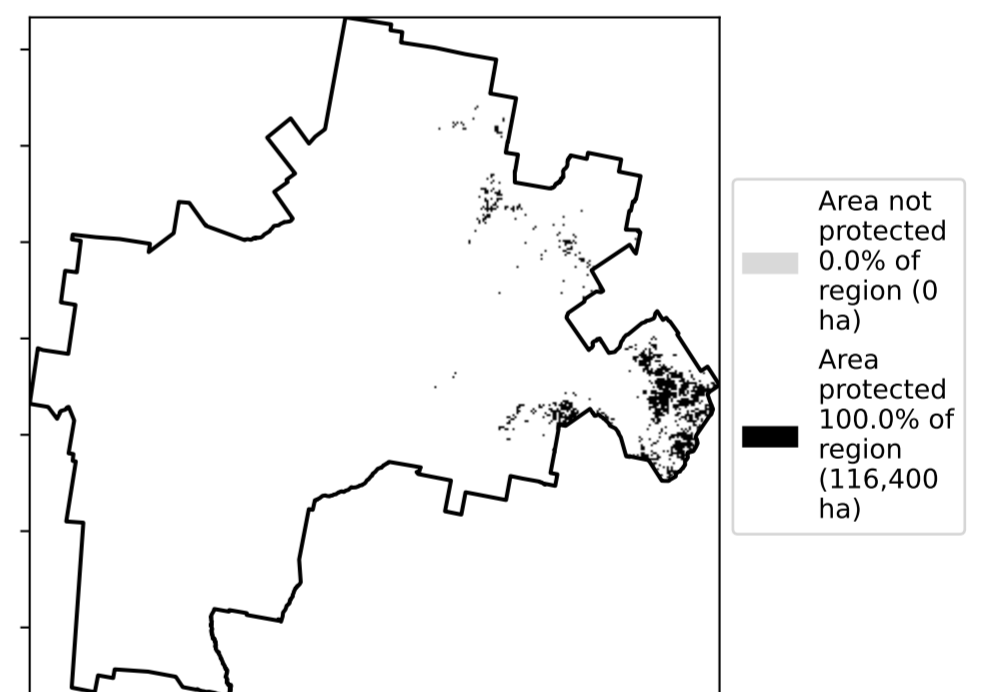 Area not
protected
0.0% of
region (0
ha)
Area
protected
100.0% of
region
(116,400
ha)